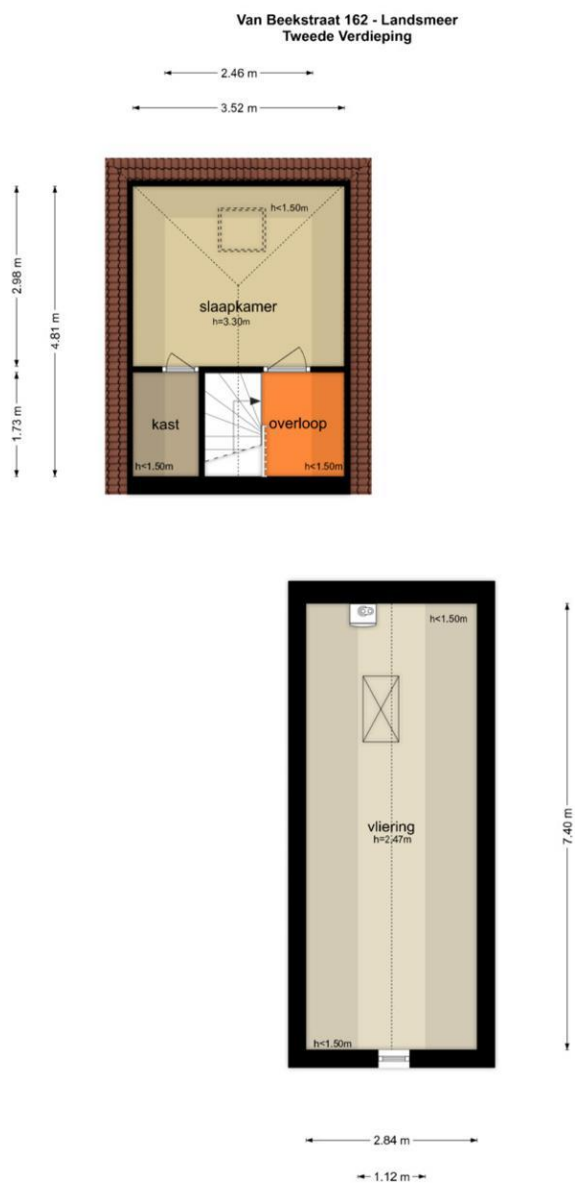 Van Beekstraat 162 - Landsmeer
Tweede Verdieping
2.46 m
3.52 m
h<1.50m
2.98 m
4.81 m
slaapkamer
h=3.30m
1.73 m
kast
overloop
h<1.50m
h<1.50m
h<1.50m
vliering
h=2.47m
7.40 m
h<1.50m
2.84 m
1.12 m